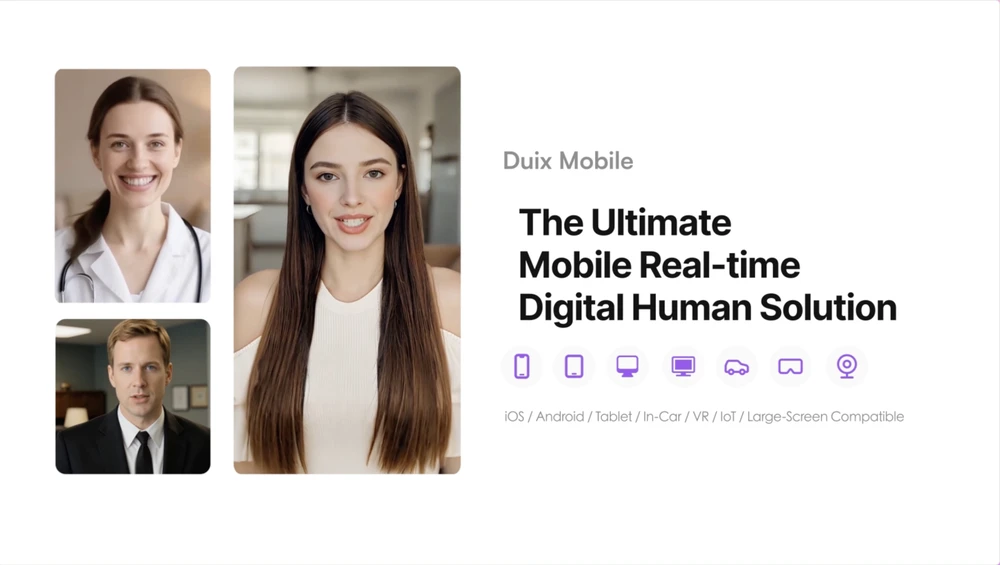 Duix Mobile
The Ultimate
Mobile Real-time
Digital Human Solution
iOS / Android / Tablet / In-Car / VR / IoT / Large-Screen Compatible